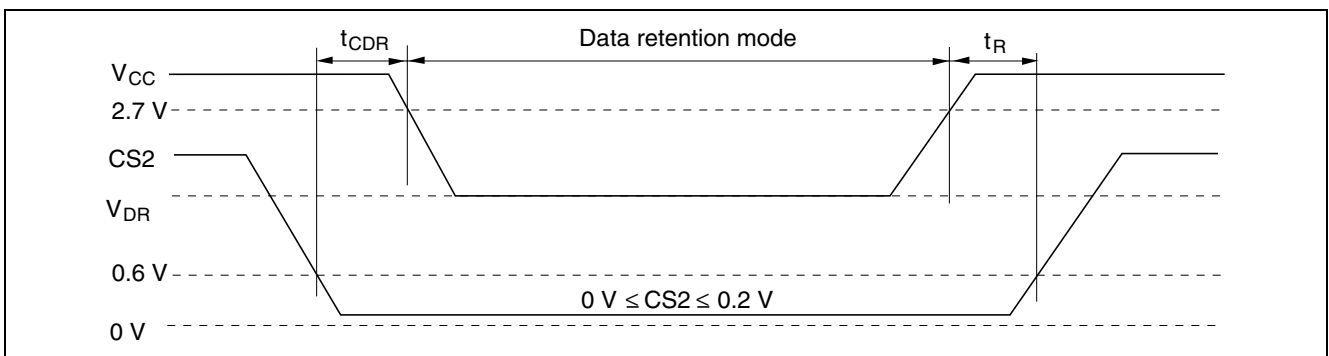 tCDR
Data retention mode
tR
VCC
2.7 V
CS2
VDR
0.6 V
0 V ≤ CS2 ≤ 0.2 V
0 V